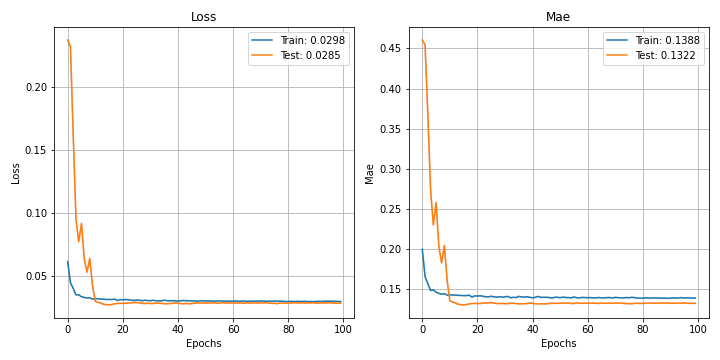 Loss
Train: 0.0298
Test: 0.0285
0.20
0.15
0.10
0.05
Loss
0 20 40 60 80 100
Epochs
Mae
Train: 0.1388
Test: 0.1322
0.45
0.40
0.35
0.30
0.25
0.20
0.15
Mae
0 20 40 60 80 100
Epochs